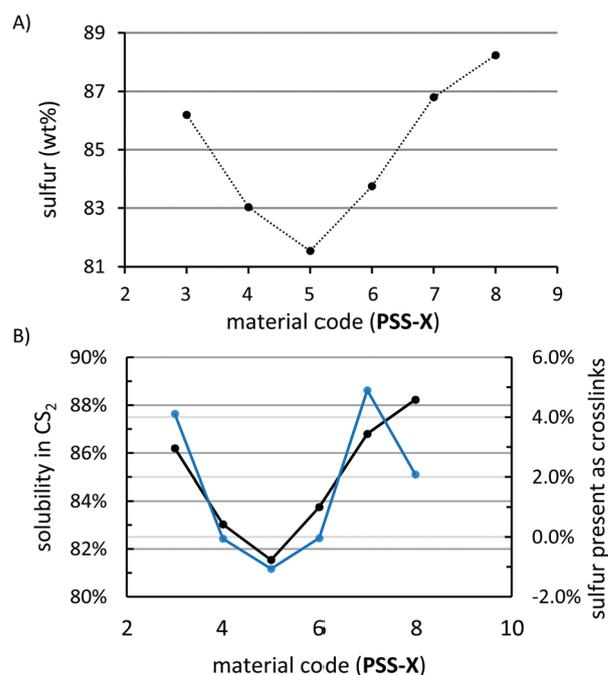 A)
89
87
85
83
81
sulfur (wt%)
2 3 4 5 6 7 8 9
material code (PSS-X)
B)
90% 6.0%
88% 4.0%
86% 2.0%
84% 0.0%
82%
80% -2.0%
solubility in CS₂
sulfur present as crosslinks
2 4 6 8 10
material code (PSS-X)